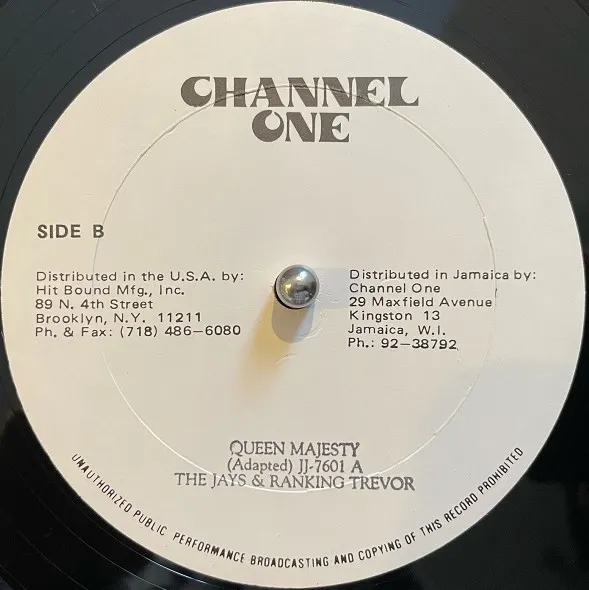 CHANNEL
ONE
SIDE B
Distributed in the U.S.A. by:
Hit Bound Mfg., Inc.
89 N. 4th Street
Brooklyn, N.Y. 11211
Ph. & Fax: (718) 486-6080
Distributed in Jamaica by:
Channel One
29 Maxfield Avenue
Kingston 13
Jamaica, W.I.
Ph.: 92-38792
QUEEN MAJESTY
(Adapted) JJ-7601 A
THE JAYS & RANKING TREVOR
UNAUTHORIZED PUBLIC PERFORMANCE BROADCASTING AND COPYING OF THIS RECORD PROHIBITED